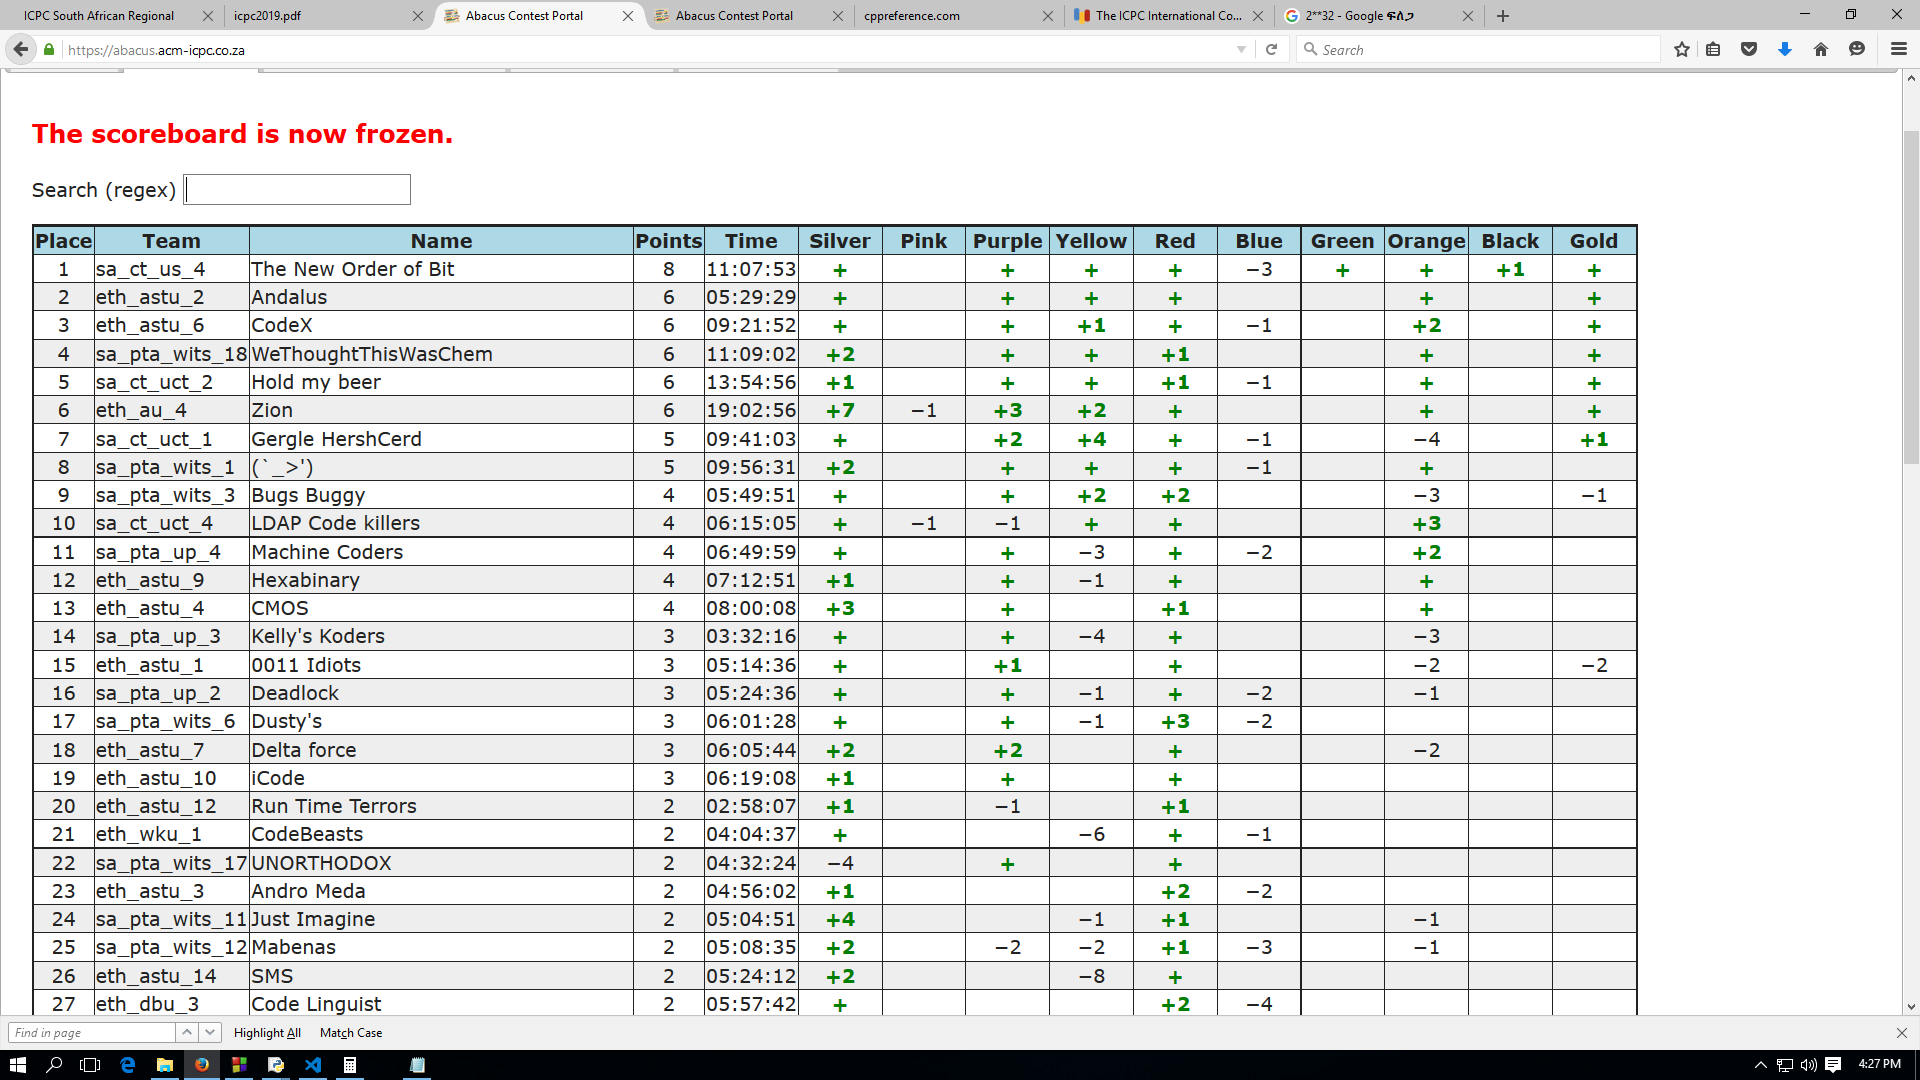 ICPC South African Regional
icpc2019.pdf
Abacus Contest Portal
Abacus Contest Portal
cppreference.com
The ICPC International Co...
2**32 - Google ፍለጋ
https://abacus.acm-icpc.co.za
Search
The scoreboard is now frozen.
Search (regex)
Place Team Name Points Time Silver Pink Purple Yellow Red Blue Green Orange Black Gold
1 sa_ct_us_4 The New Order of Bit 8 11:07:53 + + + + −3 + + +1 +
2 eth_astu_2 Andalus 6 05:29:29 + + + + + +
3 eth_astu_6 CodeX 6 09:21:52 + + +1 + −1 +2 +
4 sa_pta_wits_18 WeThoughtThisWasChem 6 11:09:02 +2 + + +1 + +
5 sa_ct_uct_2 Hold my beer 6 13:54:56 +1 + + +1 −1 + +
6 eth_au_4 Zion 6 19:02:56 +7 −1 +3 +2 + + +
7 sa_ct_uct_1 Gergle HershCerd 5 09:41:03 + +2 +4 + −1 −4 +1
8 sa_pta_wits_1 (`_>') 5 09:56:31 +2 + + + −1 +
9 sa_pta_wits_3 Bugs Buggy 4 05:49:51 + + +2 +2 −3 −1
10 sa_ct_uct_4 LDAP Code killers 4 06:15:05 + −1 −1 + + +3
11 sa_pta_up_4 Machine Coders 4 06:49:59 + + −3 + −2 +2
12 eth_astu_9 Hexabinary 4 07:12:51 +1 + −1 + +
13 eth_astu_4 CMOS 4 08:00:08 +3 + +1 +
14 sa_pta_up_3 Kelly's Koders 3 03:32:16 + + −4 + −3
15 eth_astu_1 0011 Idiots 3 05:14:36 + +1 + −2 −2
16 sa_pta_up_2 Deadlock 3 05:24:36 + + −1 + −2 −1
17 sa_pta_wits_6 Dusty's 3 06:01:28 + + −1 +3 −2
18 eth_astu_7 Delta force 3 06:05:44 +2 +2 + −2
19 eth_astu_10 iCode 3 06:19:08 +1 + +
20 eth_astu_12 Run Time Terrors 2 02:58:07 +1 −1 +1
21 eth_wku_1 CodeBeasts 2 04:04:37 + −6 + −1
22 sa_pta_wits_17 UNORTHODOX 2 04:32:24 −4 + +
23 eth_astu_3 Andro Meda 2 04:56:02 +1 +2 −2
24 sa_pta_wits_11 Just Imagine 2 05:04:51 +4 −1 +1 −1
25 sa_pta_wits_12 Mabenas 2 05:08:35 +2 −2 −2 +1 −3 −1
26 eth_astu_14 SMS 2 05:24:12 +2 −8 +
27 eth_dbu_3 Code Linguist 2 05:57:42 + +2 −4
Find in page
Highlight All
Match Case
4:27 PM